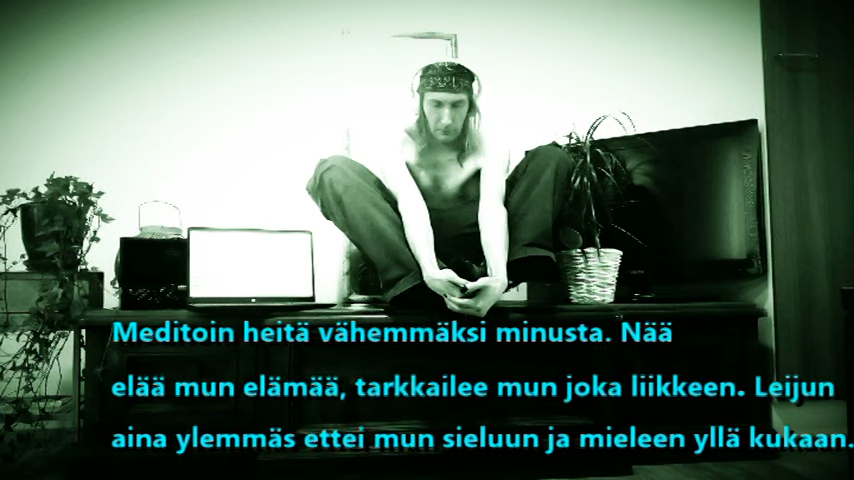 Meditoin heitä vähemmäksi minusta. Nää
elää mun elämää, tarkkailee mun joka liikkeen. Leijun
aina ylemmäs ettei mun sieluun ja mieleen yllä kukaan.